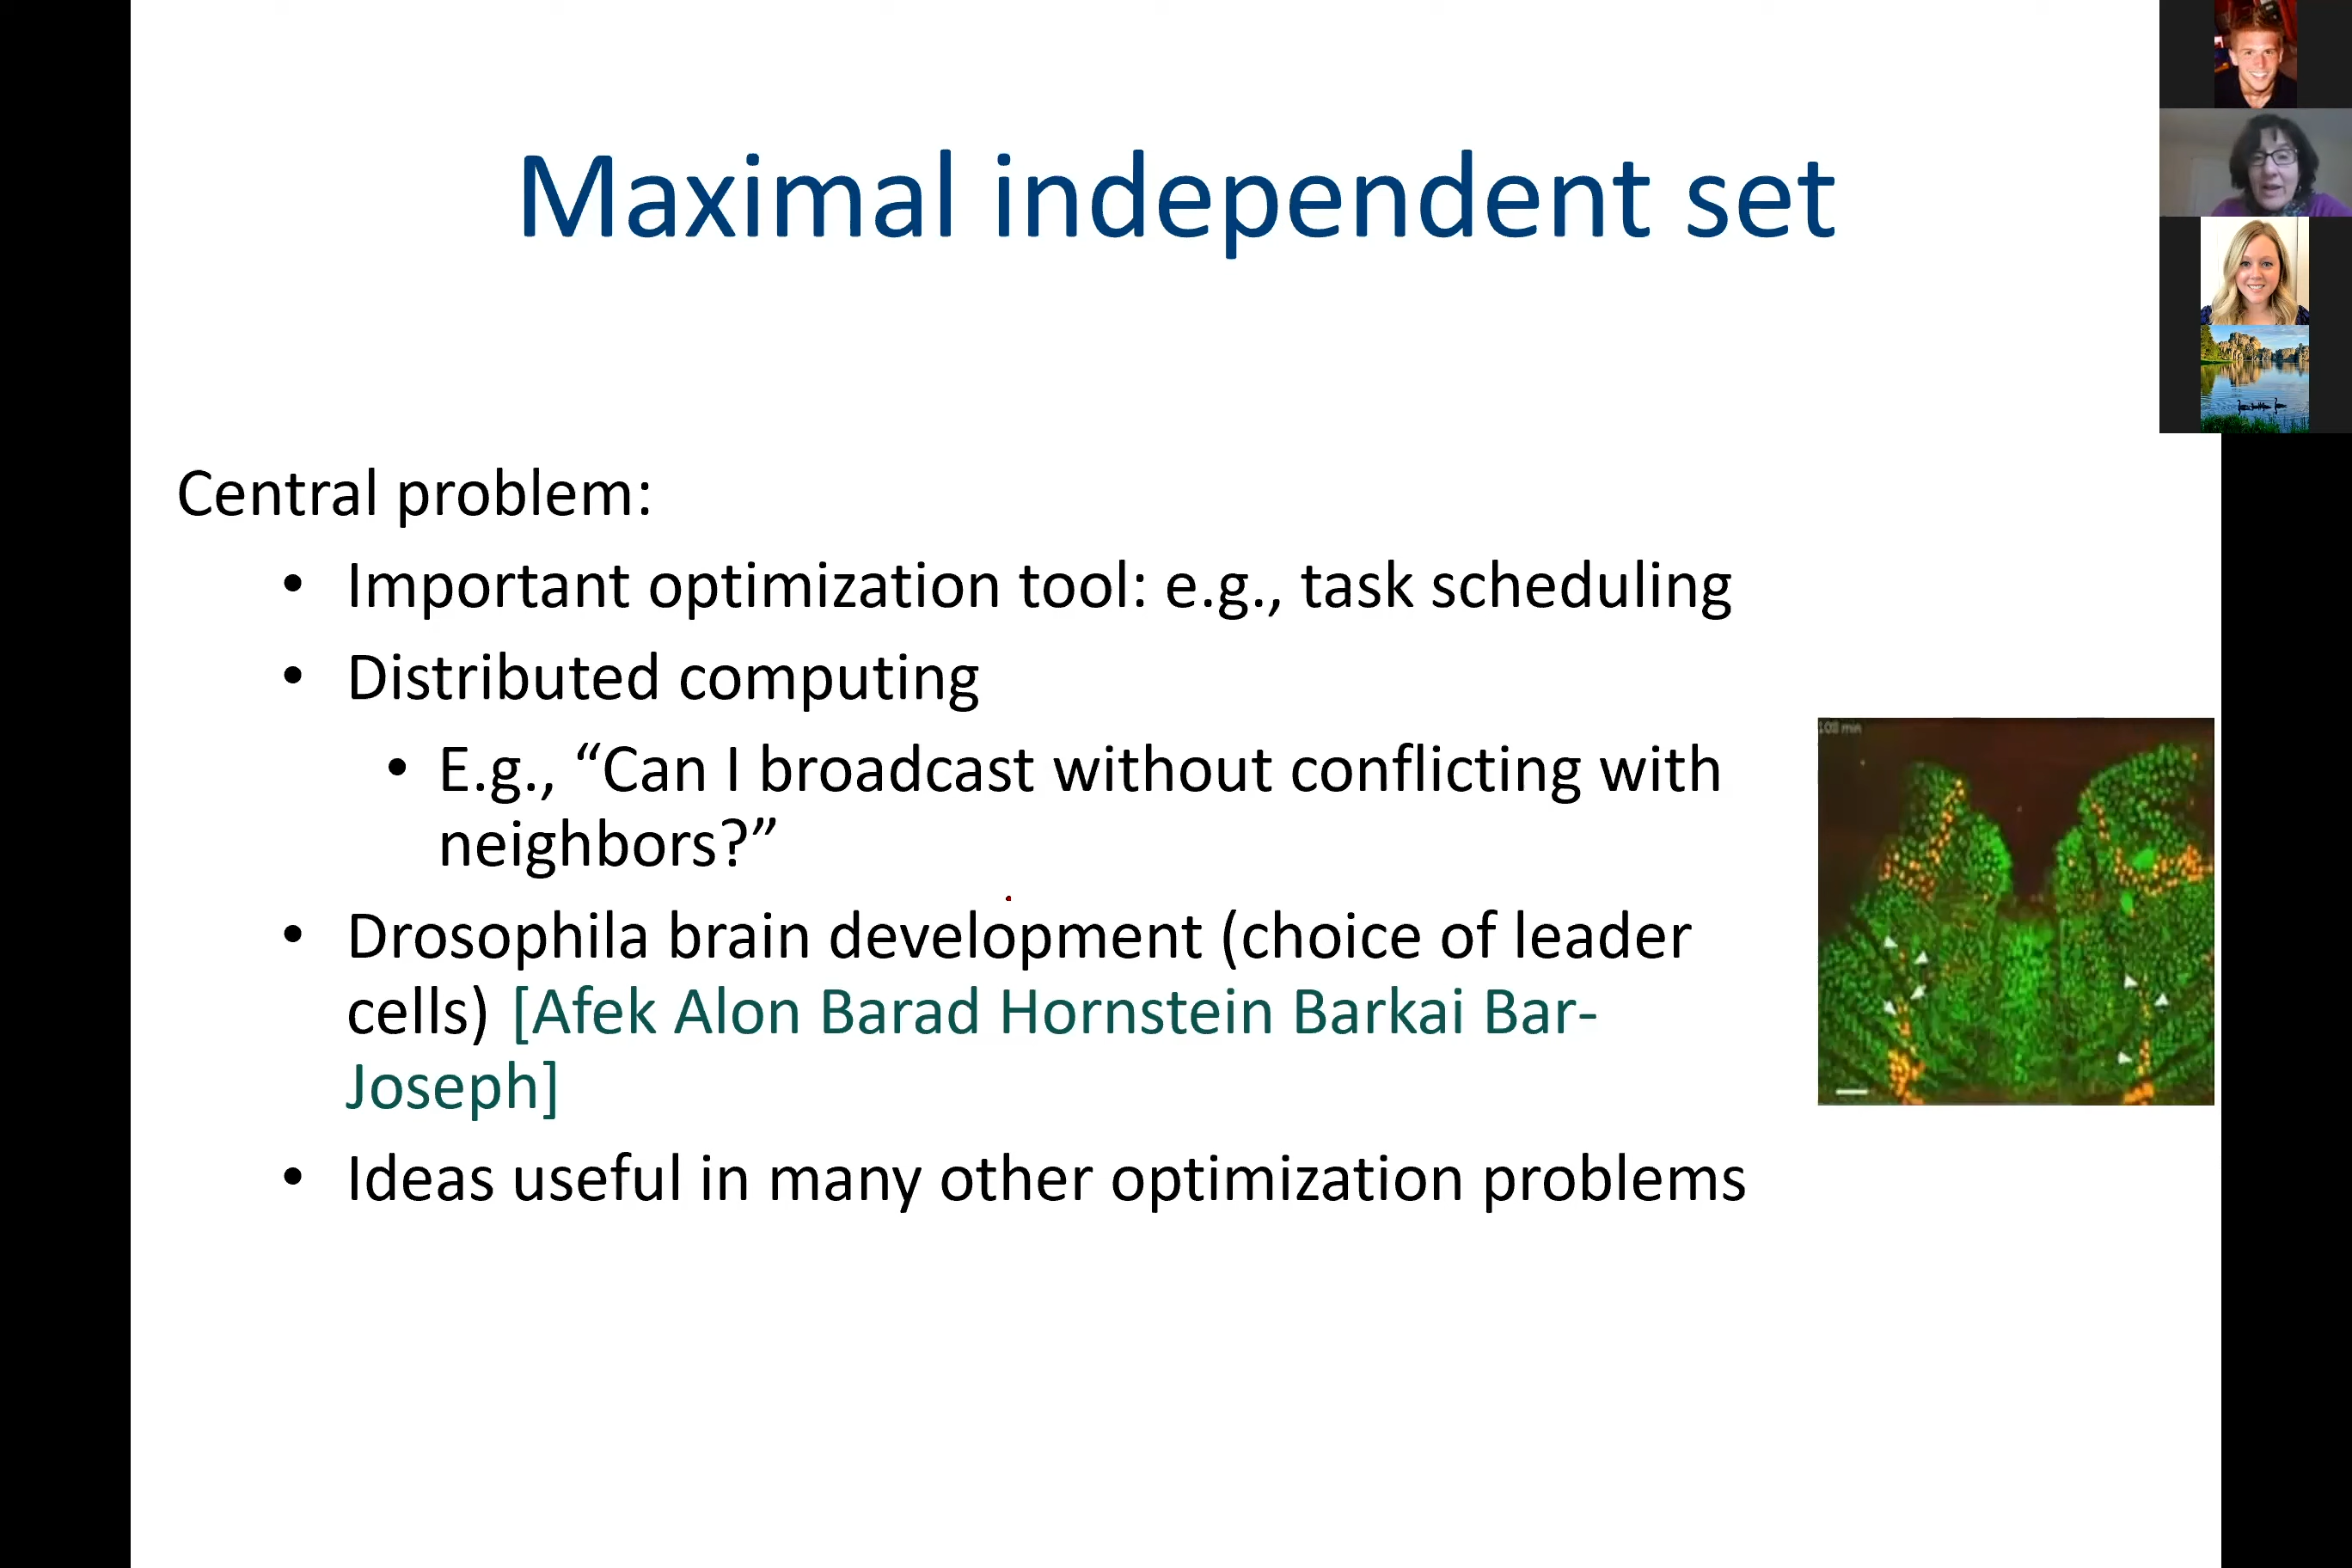 Maximal independent set
Central problem:
• Important optimization tool: e.g., task scheduling
• Distributed computing
• E.g., “Can I broadcast without conflicting with
neighbors?”
• Drosophila brain development (choice of leader
cells) [Afek Alon Barad Hornstein Barkai Bar-
Joseph]
• Ideas useful in many other optimization problems
108 min